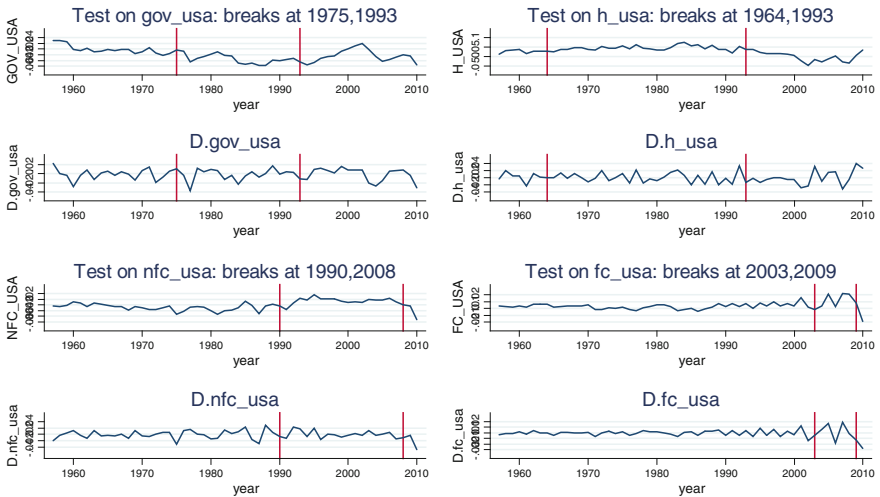 Test on gov_usa: breaks at 1975,1993
GOV_USA
1960 1970 1980 1990 2000 2010
year
Test on h_usa: breaks at 1964,1993
H_USA
1960 1970 1980 1990 2000 2010
year
D.gov_usa
D.gov_usa
1960 1970 1980 1990 2000 2010
year
D.h_usa
D.h_usa
1960 1970 1980 1990 2000 2010
year
Test on nfc_usa: breaks at 1990,2008
NFC_USA
1960 1970 1980 1990 2000 2010
year
Test on fc_usa: breaks at 2003,2009
FC_USA
1960 1970 1980 1990 2000 2010
year
D.nfc_usa
D.nfc_usa
1960 1970 1980 1990 2000 2010
year
D.fc_usa
D.fc_usa
1960 1970 1980 1990 2000 2010
year